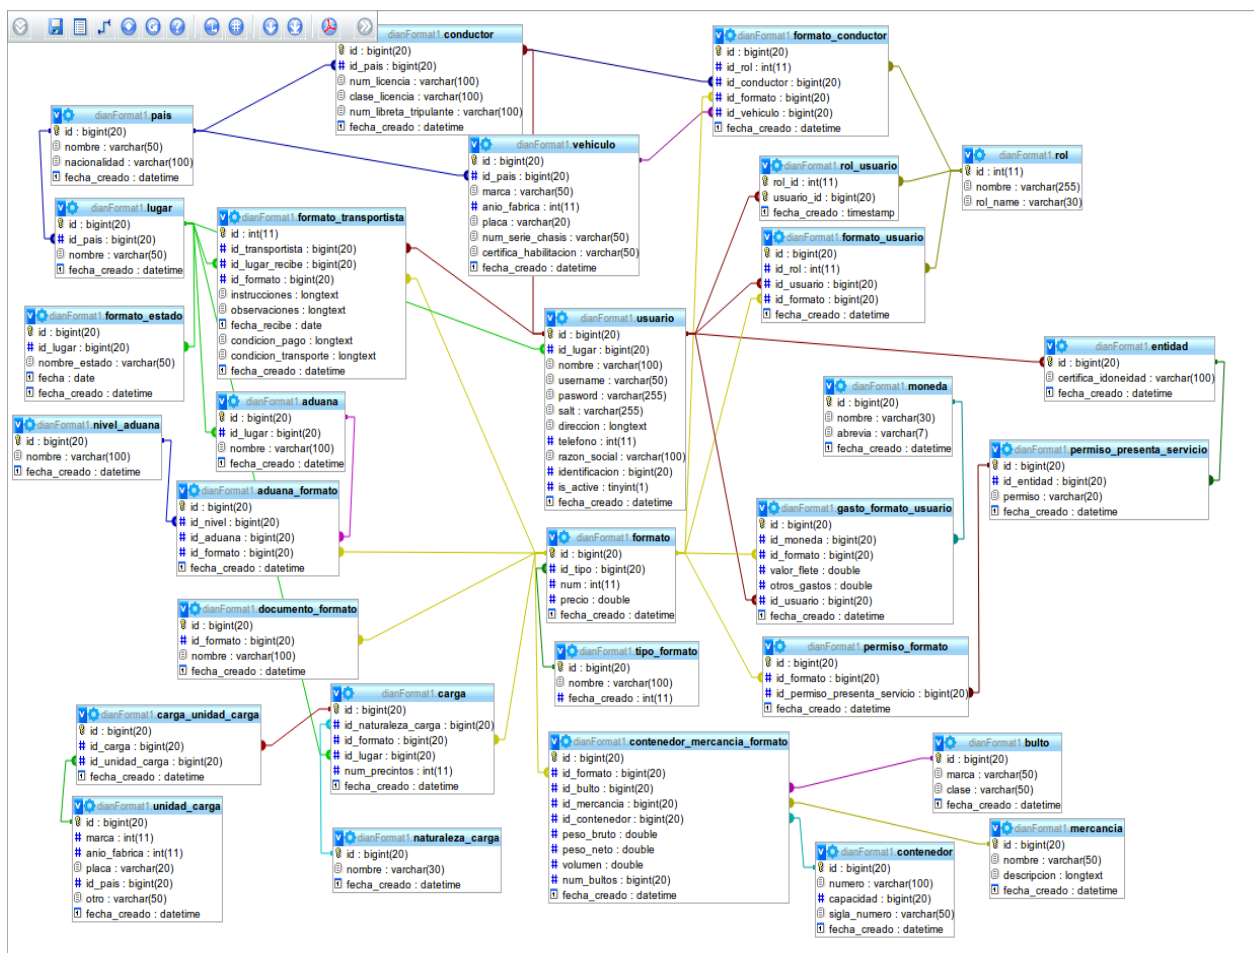 dianFormat1.conductor
id : bigint(20)
id_pais : bigint(20)
num_licencia : varchar(100)
clase_licencia : varchar(100)
num_libreta_tripulante : varchar(100)
fecha_creado : datetime
dianFormat1.formato_conductor
id : bigint(20)
id_rol : int(11)
id_conductor : bigint(20)
id_formato : bigint(20)
id_vehiculo : bigint(20)
fecha_creado : datetime
dianFormat1.pais
id : bigint(20)
nombre : varchar(50)
nacionalidad : varchar(100)
fecha_creado : datetime
dianFormat1.vehiculo
id : bigint(20)
id_pais : bigint(20)
marca : varchar(50)
anio_fabrica : int(11)
placa : varchar(20)
num_serie_chasis : varchar(50)
certifica_habilitacion : varchar(50)
fecha_creado : datetime
dianFormat1.rol_usuario
rol_id : int(11)
usuario_id : bigint(20)
fecha_creado : timestamp
dianFormat1.rol
id : int(11)
nombre : varchar(255)
rol_name : varchar(30)
dianFormat1.lugar
id : bigint(20)
id_pais : bigint(20)
nombre : varchar(50)
fecha_creado : datetime
dianFormat1.formato_transportista
id : int(11)
id_transportista : bigint(20)
id_lugar_recibe : bigint(20)
id_formato : bigint(20)
instrucciones : longtext
observaciones : longtext
fecha_recibe : date
condicion_pago : longtext
condicion_transporte : longtext
fecha_creado : datetime
dianFormat1.formato_usuario
id : bigint(20)
id_rol : int(11)
id_usuario : bigint(20)
id_formato : bigint(20)
fecha_creado : datetime
dianFormat1.formato_estado
id : bigint(20)
id_lugar : bigint(20)
nombre_estado : varchar(50)
fecha : date
fecha_creado : datetime
dianFormat1.usuario
id : bigint(20)
id_lugar : bigint(20)
nombre : varchar(100)
username : varchar(50)
pasword : varchar(255)
salt : varchar(255)
direccion : longtext
telefono : int(11)
razon_social : varchar(100)
identificacion : bigint(20)
is_active : tinyint(1)
fecha_creado : datetime
dianFormat1.entidad
id : bigint(20)
certifica_idoneidad : varchar(100)
fecha_creado : datetime
dianFormat1.moneda
id : bigint(20)
nombre : varchar(30)
abrevia : varchar(7)
fecha_creado : datetime
dianFormat1.aduana
id : bigint(20)
id_lugar : bigint(20)
nombre : varchar(100)
fecha_creado : datetime
dianFormat1.nivel_aduana
id : bigint(20)
nombre : varchar(100)
fecha_creado : datetime
dianFormat1.permiso_presenta_servicio
id : bigint(20)
id_entidad : bigint(20)
permiso : varchar(20)
fecha_creado : datetime
dianFormat1.aduana_formato
id : bigint(20)
id_nivel : bigint(20)
id_aduana : bigint(20)
id_formato : bigint(20)
fecha_creado : datetime
dianFormat1.gasto_formato_usuario
id : bigint(20)
id_moneda : bigint(20)
id_formato : bigint(20)
valor_flete : double
otros_gastos : double
id_usuario : bigint(20)
fecha_creado : datetime
dianFormat1.formato
id : bigint(20)
id_tipo : bigint(20)
num : int(11)
precio : double
fecha_creado : datetime
dianFormat1.documento_formato
id : bigint(20)
id_formato : bigint(20)
nombre : varchar(100)
fecha_creado : datetime
dianFormat1.tipo_formato
id : bigint(20)
nombre : varchar(100)
fecha_creado : int(11)
dianFormat1.permiso_formato
id : bigint(20)
id_formato : bigint(20)
id_permiso_presenta_servicio : bigint(20)
fecha_creado : datetime
dianFormat1.carga
id : bigint(20)
id_naturaleza_carga : bigint(20)
id_formato : bigint(20)
id_lugar : bigint(20)
num_precintos : int(11)
fecha_creado : datetime
dianFormat1.carga_unidad_carga
id : bigint(20)
id_carga : bigint(20)
id_unidad_carga : bigint(20)
fecha_creado : datetime
dianFormat1.contenedor_mercancia_formato
id : bigint(20)
id_formato : bigint(20)
id_bulto : bigint(20)
id_mercancia : bigint(20)
id_contenedor : bigint(20)
peso_bruto : double
peso_neto : double
volumen : double
num_bultos : bigint(20)
fecha_creado : datetime
dianFormat1.bulto
id : bigint(20)
marca : varchar(50)
clase : varchar(50)
fecha_creado : datetime
dianFormat1.unidad_carga
id : bigint(20)
marca : int(11)
anio_fabrica : int(11)
placa : varchar(20)
id_pais : bigint(20)
otro : varchar(50)
fecha_creado : datetime
dianFormat1.naturaleza_carga
id : bigint(20)
nombre : varchar(30)
fecha_creado : datetime
dianFormat1.mercancia
id : bigint(20)
nombre : varchar(50)
descripcion : longtext
fecha_creado : datetime
dianFormat1.contenedor
id : bigint(20)
numero : varchar(100)
capacidad : bigint(20)
sigla_numero : varchar(50)
fecha_creado : datetime